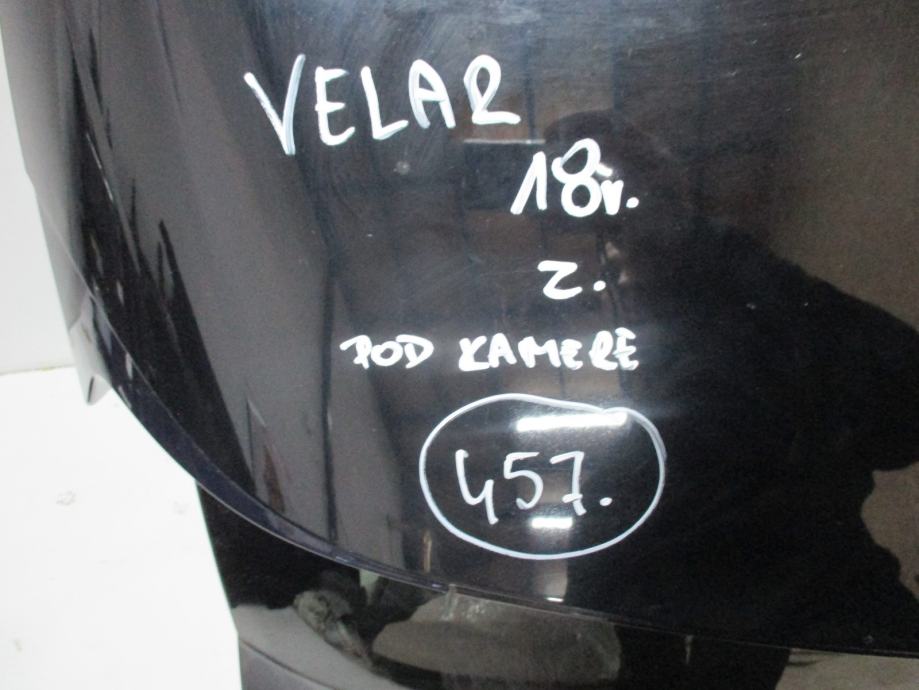 VELAR
18r.
z.
POD KAMERE
457.